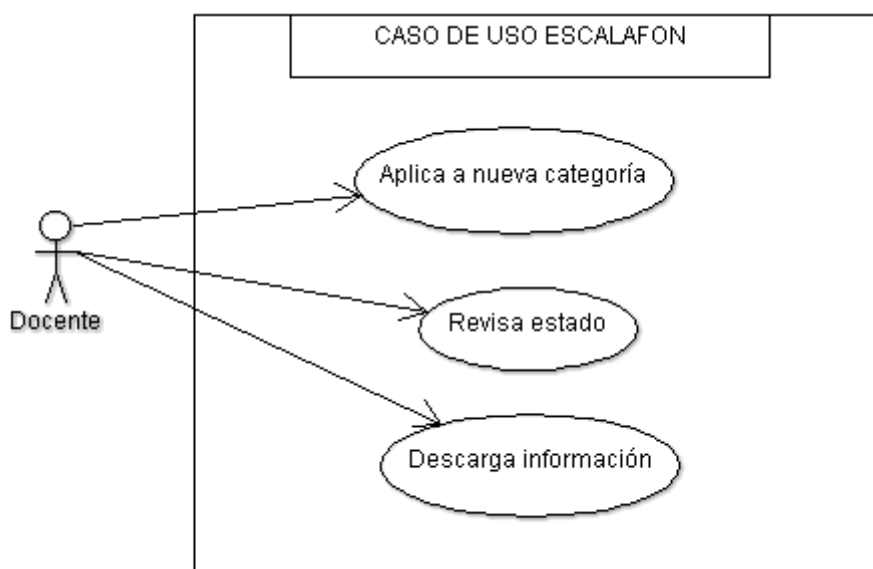 CASO DE USO ESCALAFON
Aplica a nueva categoría
Revisa estado
Docente
Descarga información